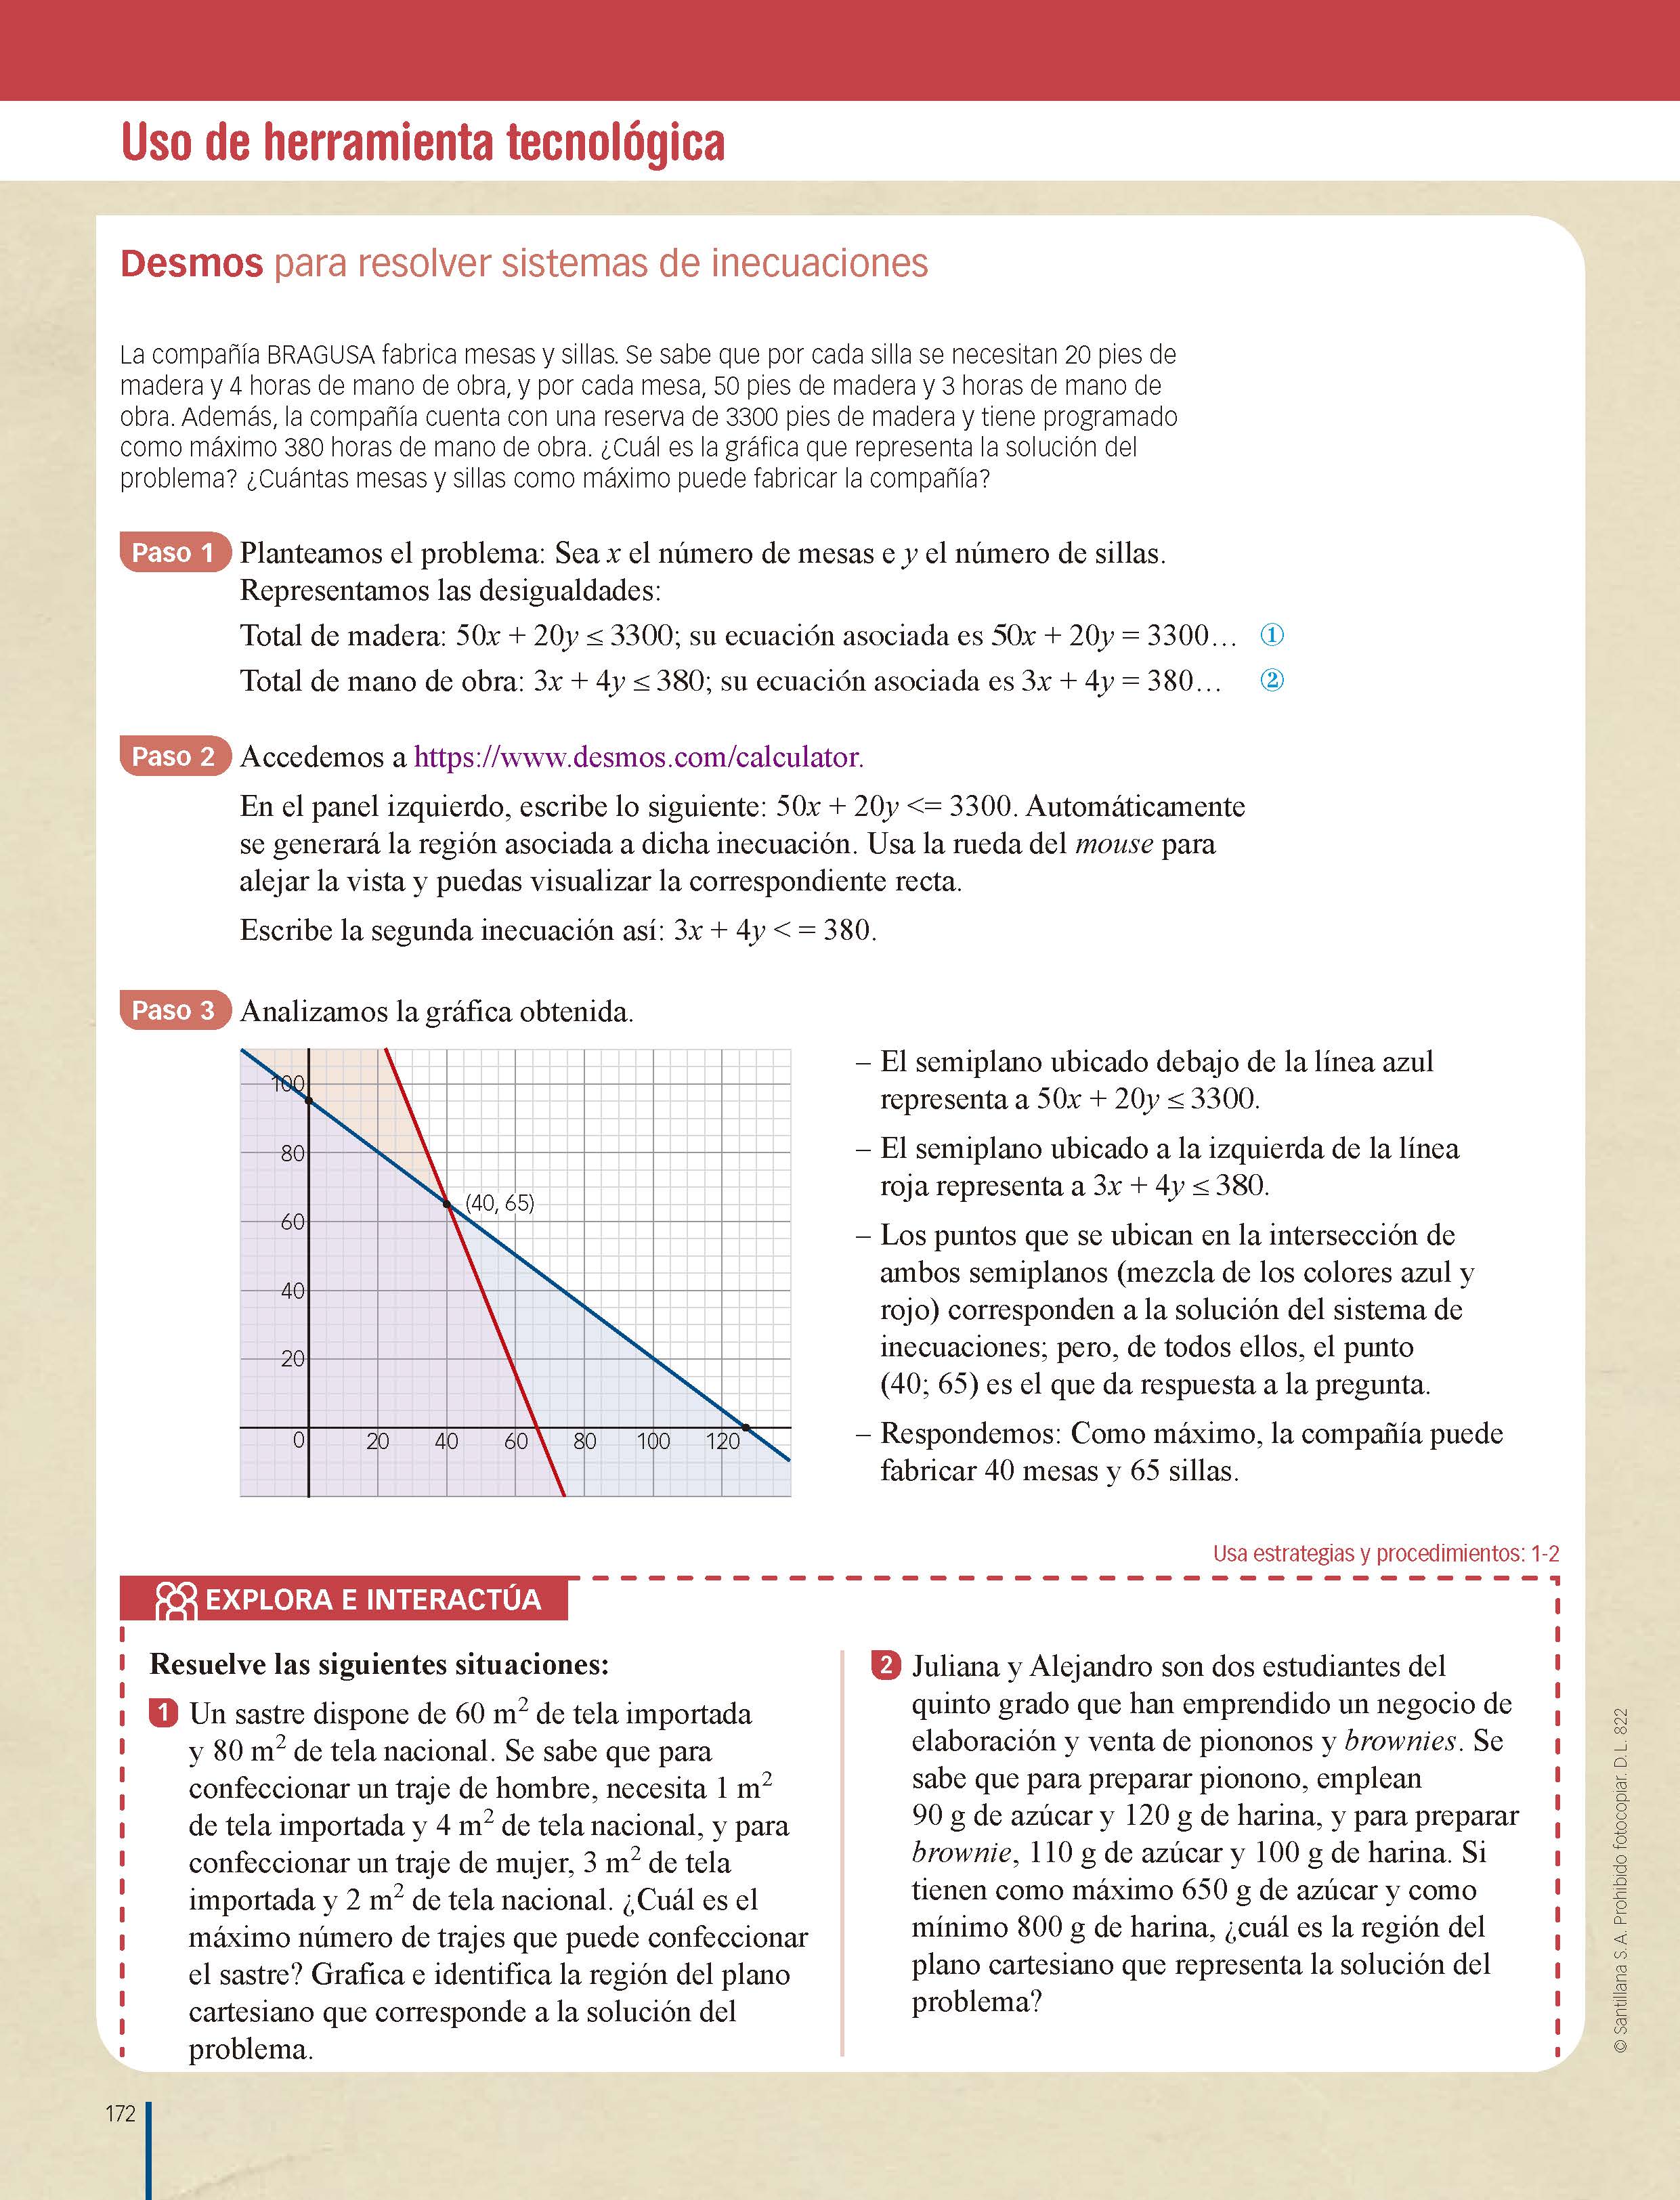 Uso de herramienta tecnológica
Desmos para resolver sistemas de inecuaciones
La compañía BRAGUSA fabrica mesas y sillas. Se sabe que por cada silla se necesitan 20 pies de
madera y 4 horas de mano de obra, y por cada mesa, 50 pies de madera y 3 horas de mano de
obra. Además, la compañía cuenta con una reserva de 3300 pies de madera y tiene programado
como máximo 380 horas de mano de obra. ¿Cuál es la gráfica que representa la solución del
problema? ¿Cuántas mesas y sillas como máximo puede fabricar la compañía?
Paso 1 Planteamos el problema: Sea x el número de mesas e y el número de sillas.
Representamos las desigualdades:
Total de madera: 50x + 20y ≤ 3300; su ecuación asociada es 50x + 20y = 3300… ①
Total de mano de obra: 3x + 4y ≤ 380; su ecuación asociada es 3x + 4y = 380… ②
Paso 2 Accedemos a https://www.desmos.com/calculator.
En el panel izquierdo, escribe lo siguiente: 50x + 20y <= 3300. Automáticamente
se generará la región asociada a dicha inecuación. Usa la rueda del mouse para
alejar la vista y puedas visualizar la correspondiente recta.
Escribe la segunda inecuación así: 3x + 4y < = 380.
Paso 3 Analizamos la gráfica obtenida.
100
80
60
40
20
0 20 40 60 80 100 120
(40, 65)
– El semiplano ubicado debajo de la línea azul
representa a 50x + 20y ≤ 3300.
– El semiplano ubicado a la izquierda de la línea
roja representa a 3x + 4y ≤ 380.
– Los puntos que se ubican en la intersección de
ambos semiplanos (mezcla de los colores azul y
rojo) corresponden a la solución del sistema de
inecuaciones; pero, de todos ellos, el punto
(40; 65) es el que da respuesta a la pregunta.
– Respondemos: Como máximo, la compañía puede
fabricar 40 mesas y 65 sillas.
Usa estrategias y procedimientos: 1-2
EXPLORA E INTERACTÚA
Resuelve las siguientes situaciones:
1 Un sastre dispone de 60 m² de tela importada
y 80 m² de tela nacional. Se sabe que para
confeccionar un traje de hombre, necesita 1 m²
de tela importada y 4 m² de tela nacional, y para
confeccionar un traje de mujer, 3 m² de tela
importada y 2 m² de tela nacional. ¿Cuál es el
máximo número de trajes que puede confeccionar
el sastre? Grafica e identifica la región del plano
cartesiano que corresponde a la solución del
problema.
2 Juliana y Alejandro son dos estudiantes del
quinto grado que han emprendido un negocio de
elaboración y venta de piononos y brownies. Se
sabe que para preparar pionono, emplean
90 g de azúcar y 120 g de harina, y para preparar
brownie, 110 g de azúcar y 100 g de harina. Si
tienen como máximo 650 g de azúcar y como
mínimo 800 g de harina, ¿cuál es la región del
plano cartesiano que representa la solución del
problema?
© Santillana S. A. Prohibido fotocopiar. D. L. 822
172